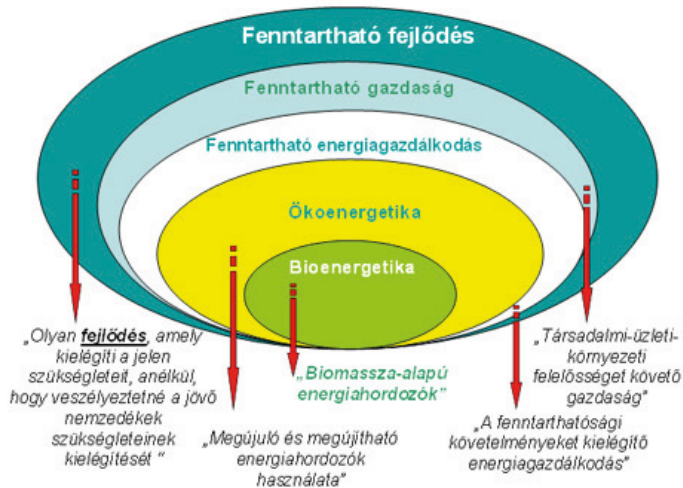 Fenntartható fejlődés
Fenntartható gazdaság
Fenntartható energiagazdálkodás
Ökoenergetika
Bioenergetika
„Olyan fejlődés, amely
kielégíti a jelen
szükségleteit, anélkül,
hogy veszélyeztetné a jövő
nemzedékek
szükségleteinek
kielégítését “
„Megújuló és megújítható
energiahordozók
használata”
„Biomassza-alapú
energiahordozók”
„A fenntarthatósági
követelményeket kielégítő
energiagazdálkodás”
„Társadalmi-üzleti-
környezeti
felelősséget követő
gazdaság”